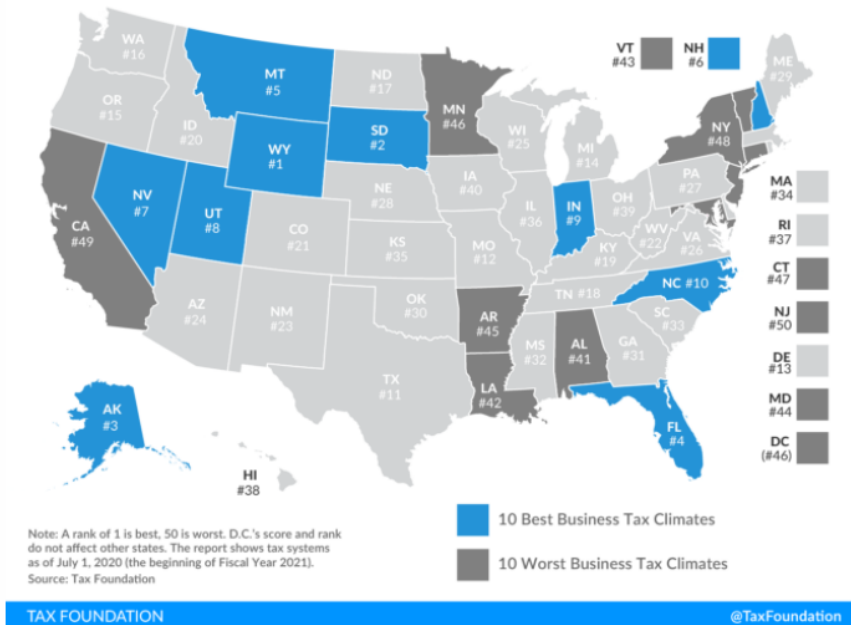 WA
#16
OR
#15
CA
#49
NV
#7
ID
#20
MT
#5
WY
#1
UT
#8
AZ
#24
CO
#21
NM
#23
ND
#17
SD
#2
NE
#28
KS
#35
OK
#30
TX
#11
MN
#46
IA
#40
MO
#12
AR
#45
LA
#42
WI
#25
IL
#36
MI
#14
IN
#9
OH
#39
KY
#19
TN #18
MS
#32
AL
#41
GA
#31
FL
#4
SC
#33
NC #10
VA
#26
WV
#22
PA
#27
NY
#48
ME
#29
VT
#43
NH
#6
MA
#34
RI
#37
CT
#47
NJ
#50
DE
#13
MD
#44
DC
(#46)
AK
#3
HI
#38
10 Best Business Tax Climates
10 Worst Business Tax Climates
Note: A rank of 1 is best, 50 is worst. D.C.'s score and rank
do not affect other states. The report shows tax systems
as of July 1, 2020 (the beginning of Fiscal Year 2021).
Source: Tax Foundation
TAX FOUNDATION
@TaxFoundation